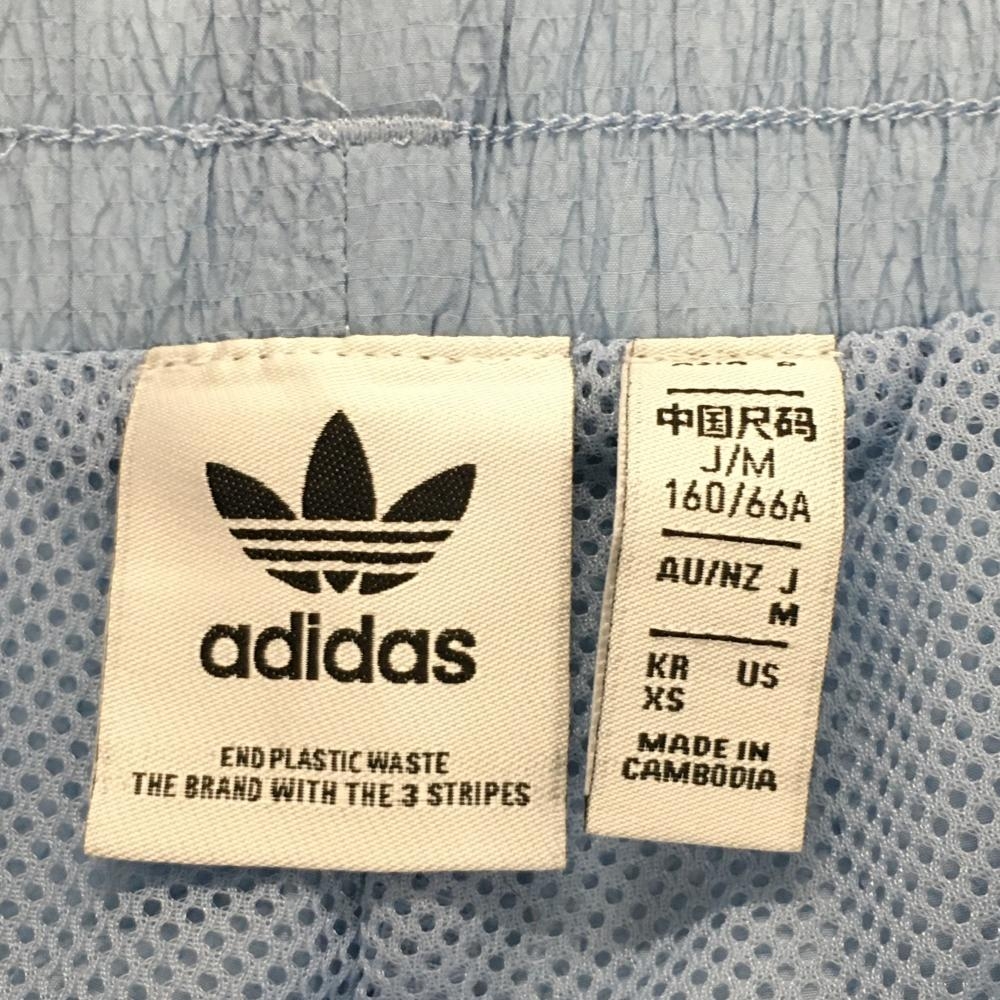 adidas
END PLASTIC WASTE
THE BRAND WITH THE 3 STRIPES
中国尺码
J/M
160/66A
AU/NZ J
M
KR US
XS
MADE IN
CAMBODIA